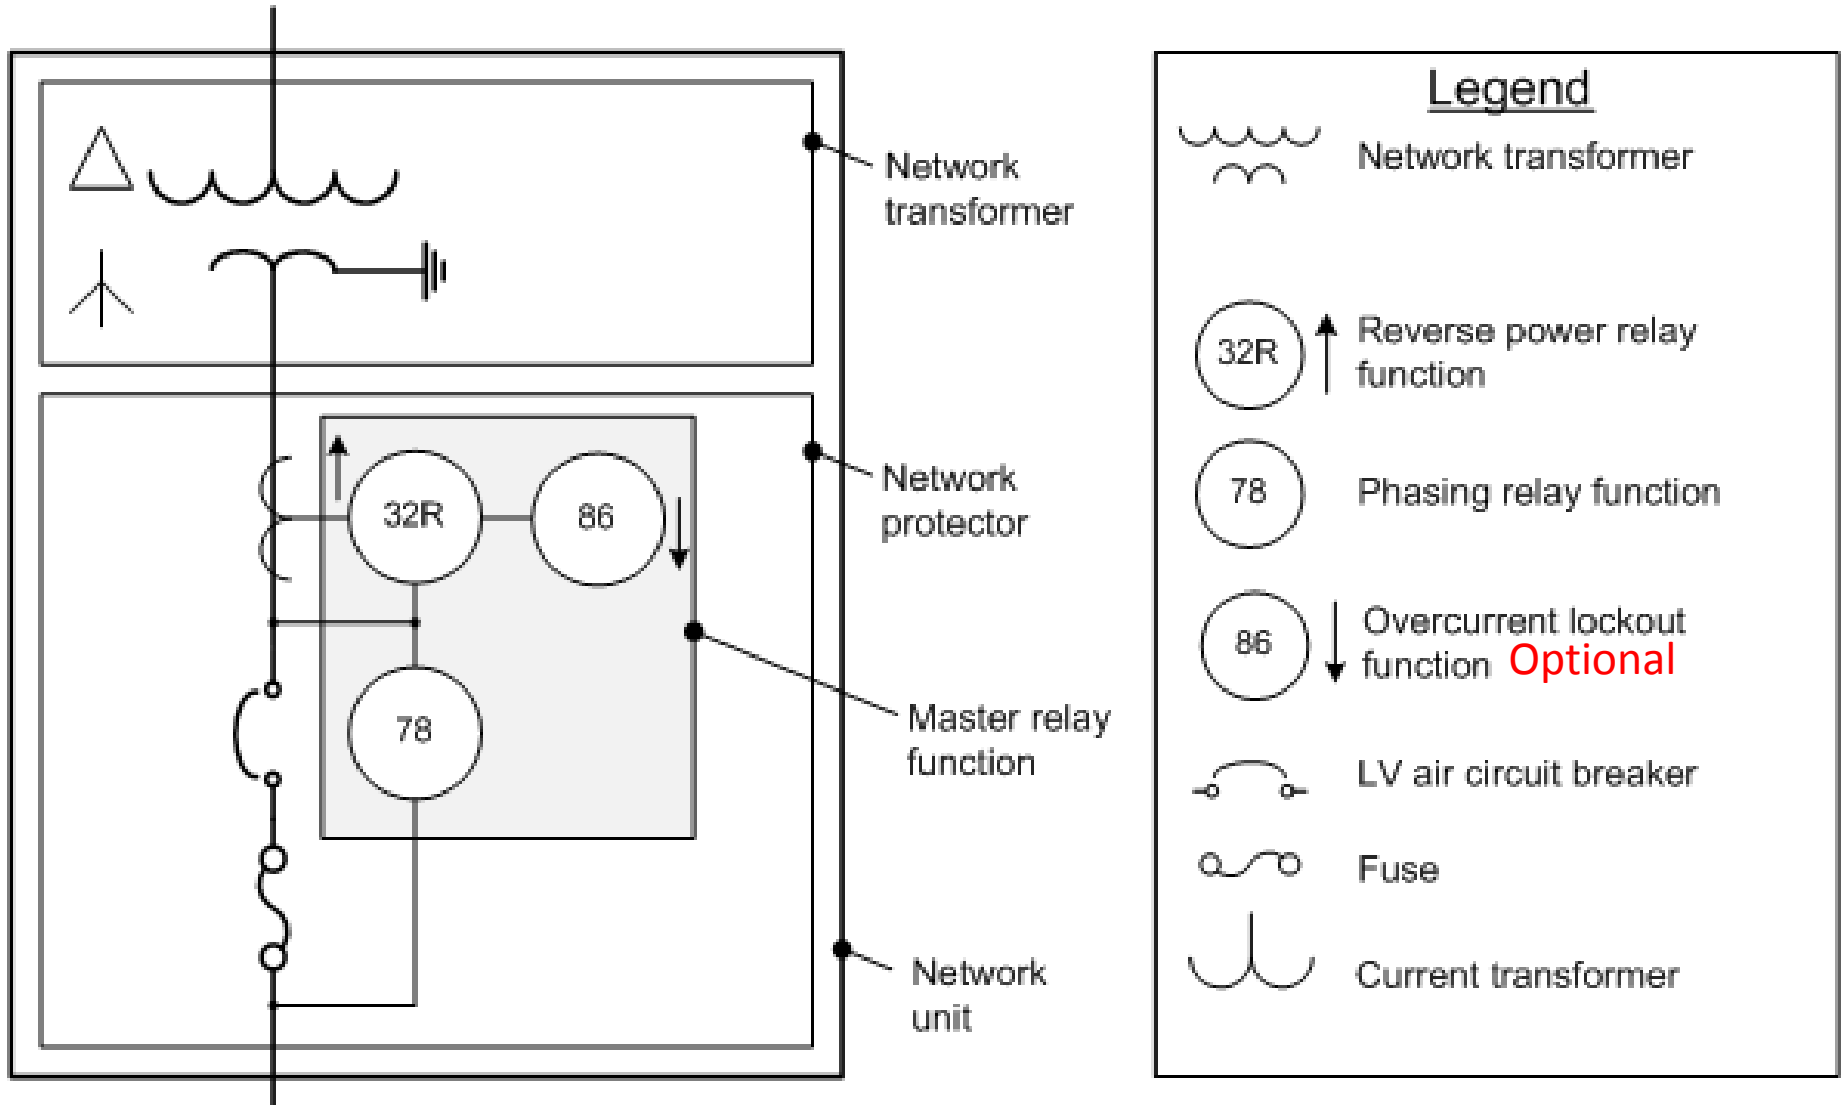 Network
transformer
32R
86
Network
protector
78
Master relay
function
Network
unit
Legend
Network transformer
32R
Reverse power relay
function
78
Phasing relay function
86
Overcurrent lockout
function Optional
LV air circuit breaker
Fuse
Current transformer